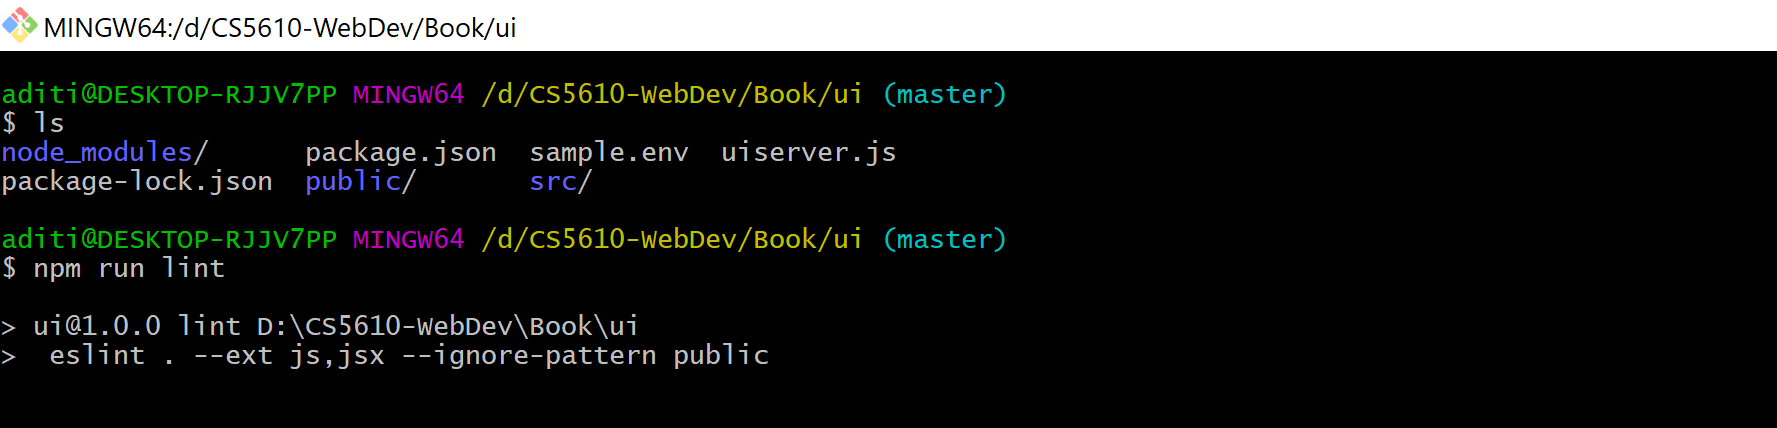 MINGW64:/d/CS5610-WebDev/Book/ui
aditi@DESKTOP-RJJV7PP MINGW64 /d/CS5610-WebDev/Book/ui (master)
$ ls
node_modules/      package.json  sample.env  uiserver.js
package-lock.json  public/       src/
aditi@DESKTOP-RJJV7PP MINGW64 /d/CS5610-WebDev/Book/ui (master)
$ npm run lint
> ui@1.0.0 lint D:\CS5610-WebDev\Book\ui
>  eslint . --ext js,jsx --ignore-pattern public